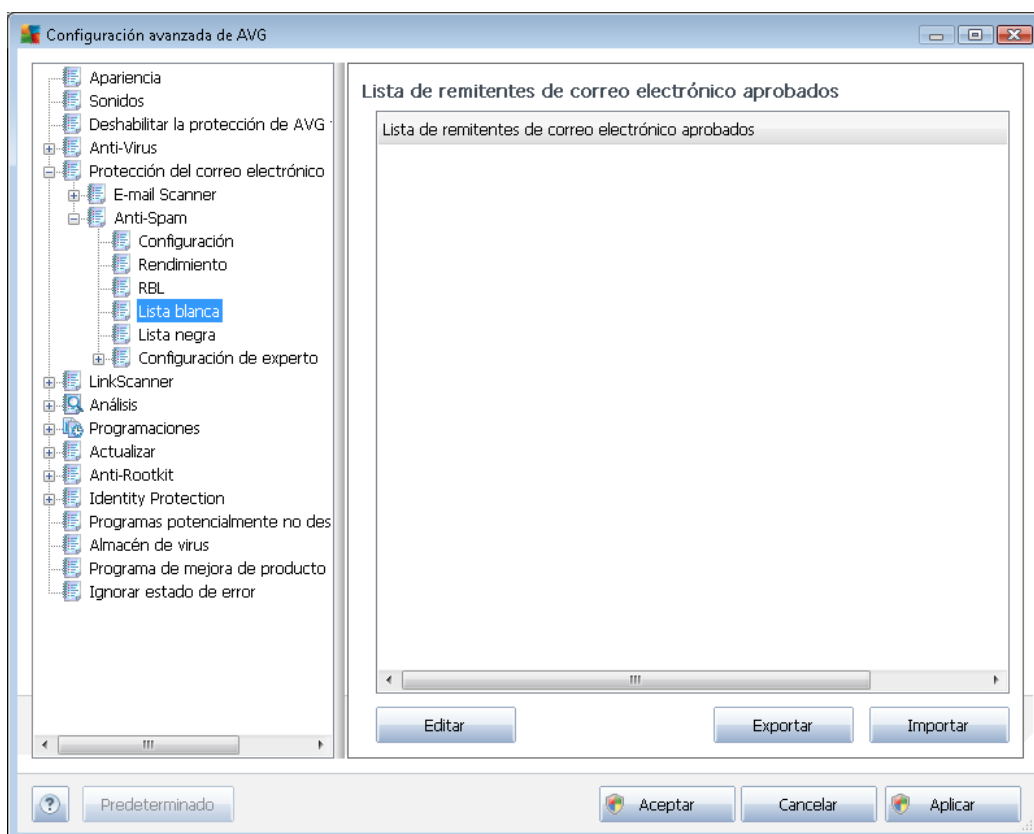 Configuración avanzada de AVG
Apariencia
Sonidos
Deshabilitar la protección de AVG
Anti-Virus
Protección del correo electrónico
E-mail Scanner
Anti-Spam
Configuración
Rendimiento
RBL
Lista blanca
Lista negra
Configuración de experto
LinkScanner
Análisis
Programaciones
Actualizar
Anti-Rootkit
Identity Protection
Programas potencialmente no des
Almacén de virus
Programa de mejora de producto
Ignorar estado de error
Lista de remitentes de correo electrónico aprobados
Lista de remitentes de correo electrónico aprobados
Editar
Exportar
Importar
?
Predeterminado
Aceptar
Cancelar
Aplicar